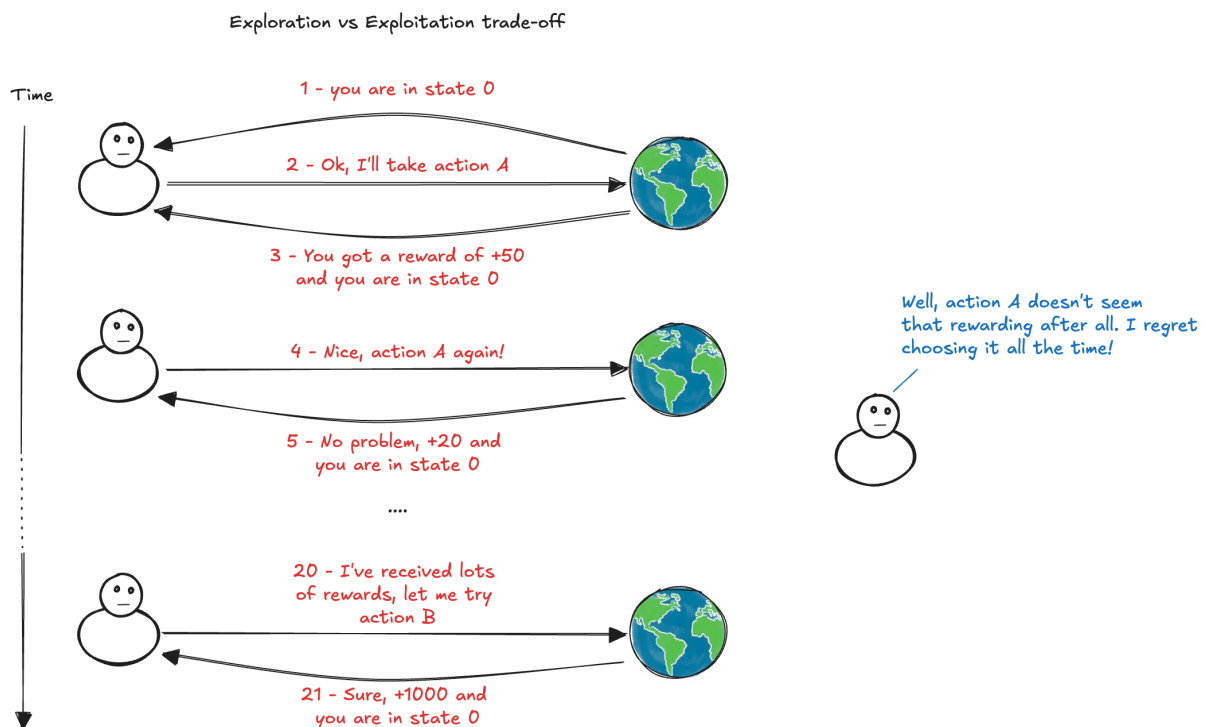 Exploration vs Exploitation trade-off
Time
1 - you are in state 0
2 - Ok, I'll take action A
3 - You got a reward of +50
and you are in state 0
4 - Nice, action A again!
5 - No problem, +20 and
you are in state 0
....
20 - I've received lots
of rewards, let me try
action B
21 - Sure, +1000 and
you are in state 0
Well, action A doesn't seem
that rewarding after all. I regret
choosing it all the time!